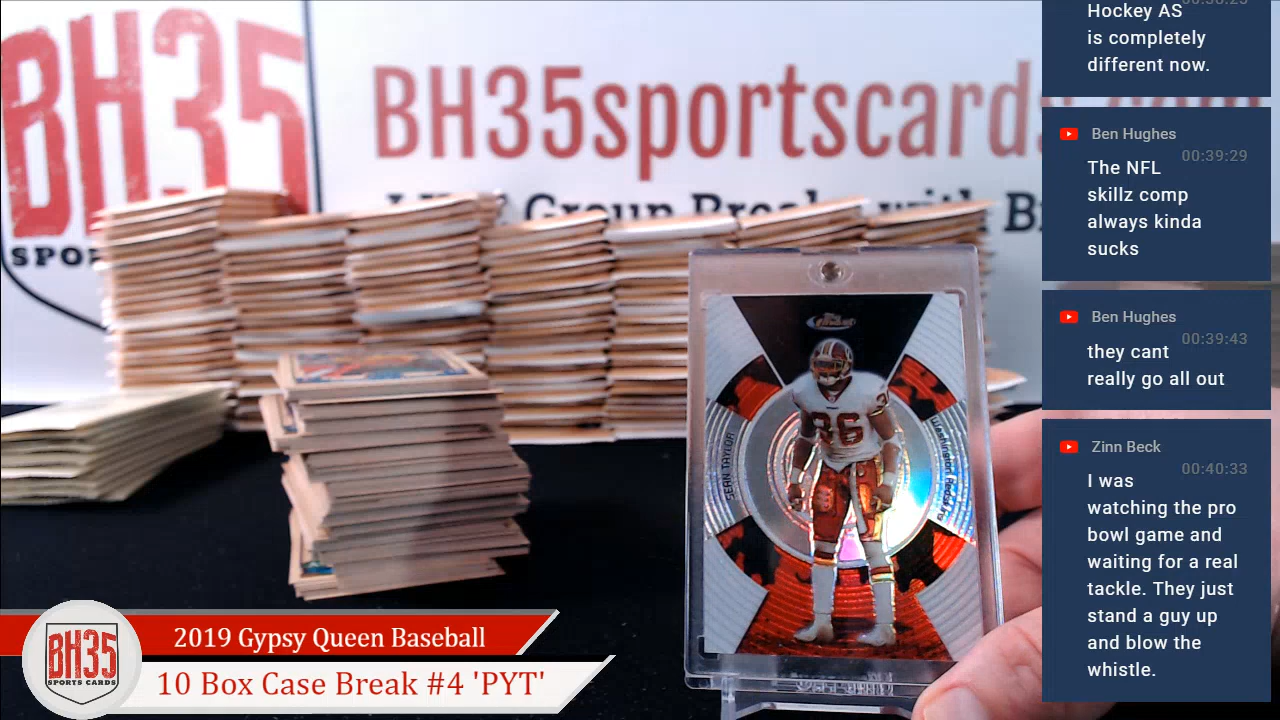 BH35
SPOR
BH35sportscards
Group Breaks with B
finest
SEAN TAYLOR
36
Washington Redskins
Hockey AS
is completely
different now.
Ben Hughes
00:39:29
The NFL
skillz comp
always kinda
sucks
Ben Hughes
00:39:43
they cant
really go all out
Zinn Beck
00:40:33
I was
watching the pro
bowl game and
waiting for a real
tackle. They just
stand a guy up
and blow the
whistle.
BH35
SPORTS CARDS
2019 Gypsy Queen Baseball
10 Box Case Break #4 'PYT'